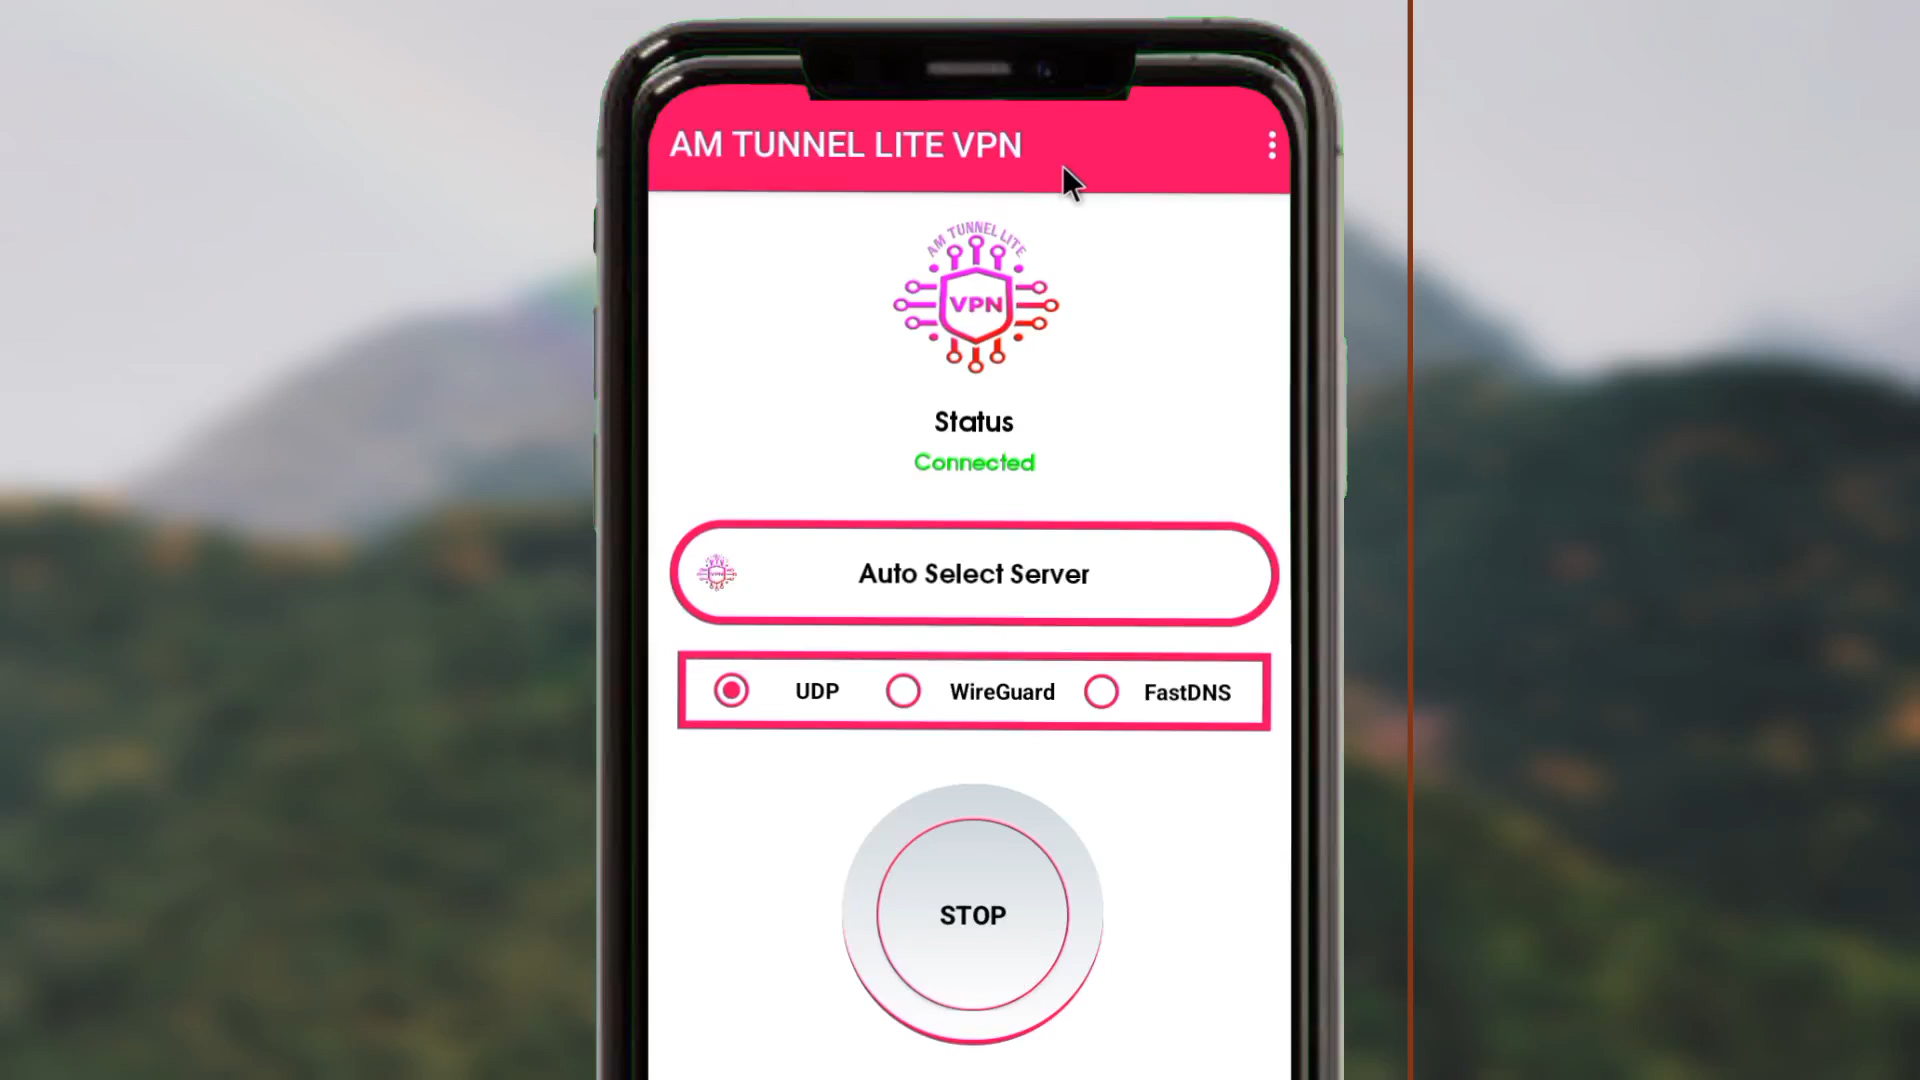 AM TUNNEL LITE VPN
AM TUNNEL LITE
VPN
Status
Connected
Auto Select Server
UDP
WireGuard
FastDNS
STOP